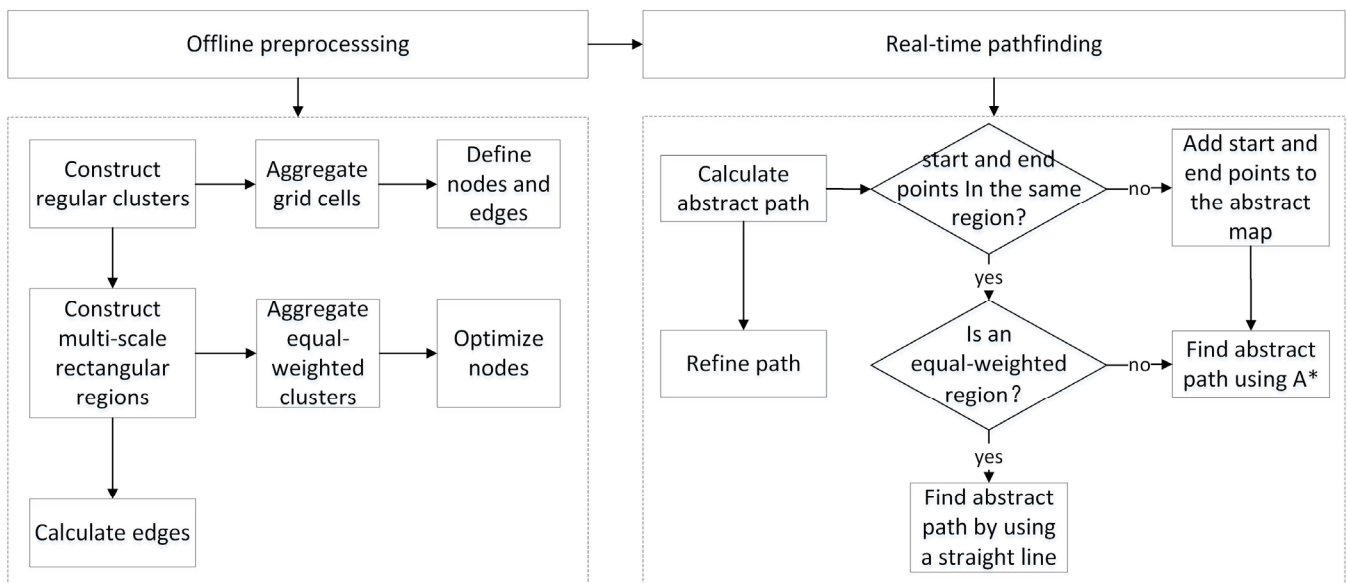 Offline preprocesssing
Real-time pathfinding
Construct
regular clusters
Aggregate
grid cells
Define
nodes and
edges
Construct
multi-scale
rectangular
regions
Aggregate
equal-
weighted
clusters
Optimize
nodes
Calculate edges
Calculate
abstract path
start and end
points In the same
region?
no
Add start and
end points to
the abstract
map
yes
Refine path
Is an
equal-weighted
region?
no
Find abstract
path using A*
yes
Find abstract
path by using
a straight line